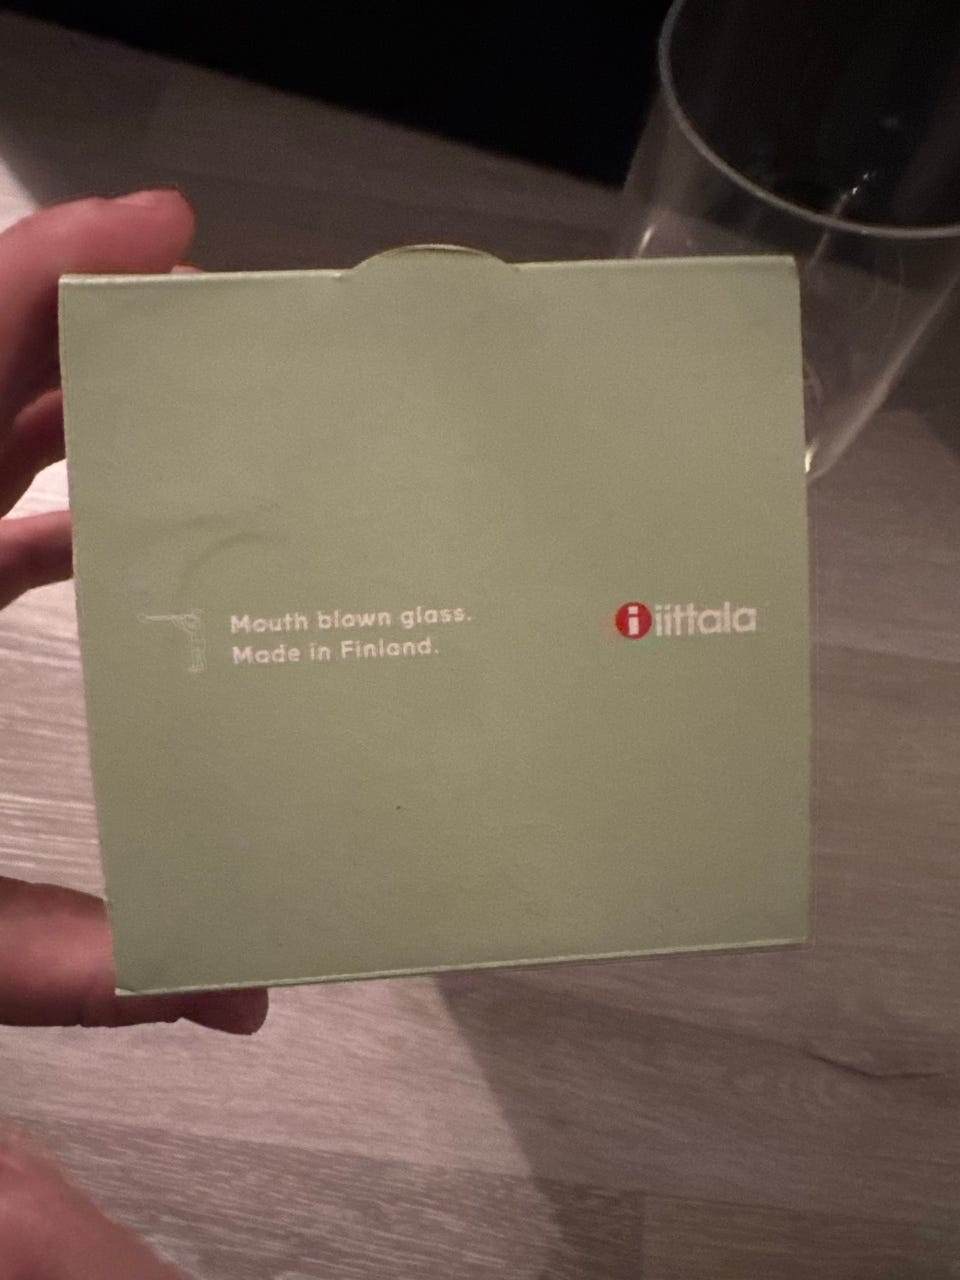 Mouth blown glass.
Made in Finland.
i iittala